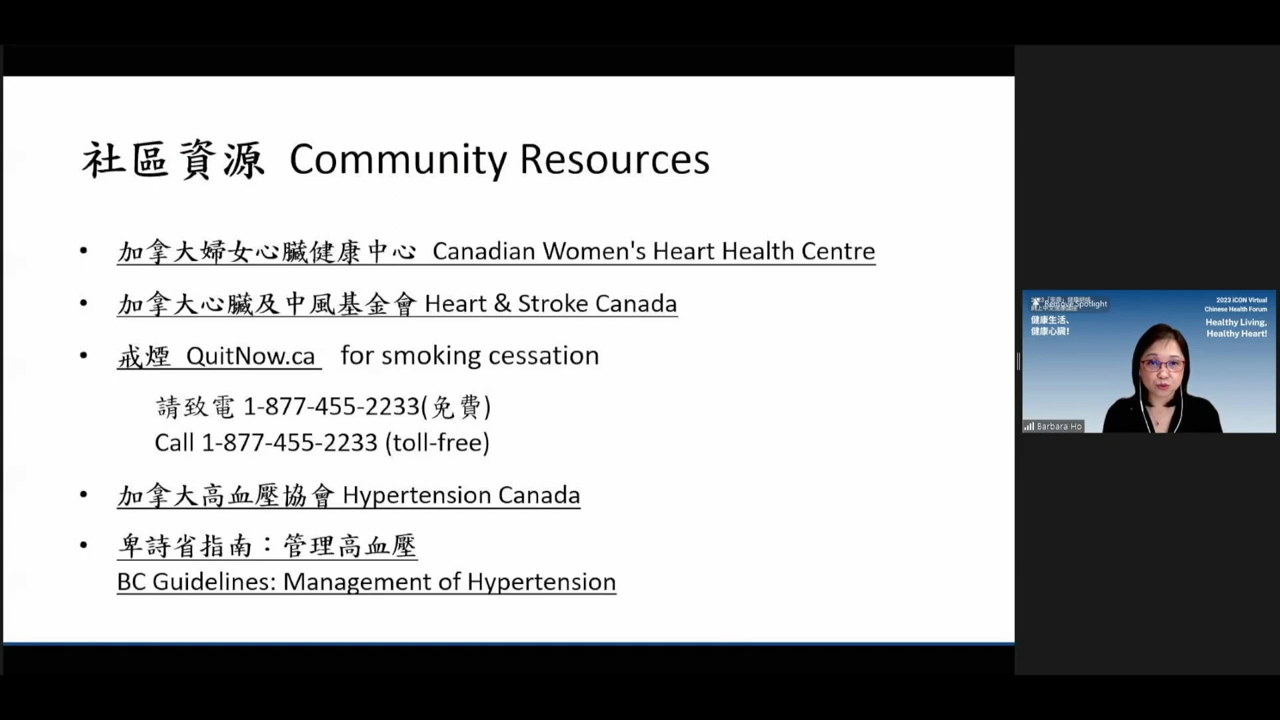 社區資源 Community Resources
• 加拿大婦女心臟健康中心 Canadian Women's Heart Health Centre
• 加拿大心臟及中風基金會 Heart & Stroke Canada
• 戒煙 QuitNow.ca for smoking cessation
請致電 1-877-455-2233(免費)
Call 1-877-455-2233 (toll-free)
• 加拿大高血壓協會 Hypertension Canada
• 卑詩省指南：管理高血壓
BC Guidelines: Management of Hypertension
Remove Spotlight
健康生活、
健康心臟!
2023 iCON Virtual
Chinese Health Forum
Healthy Living,
Healthy Heart!
Barbara Ho